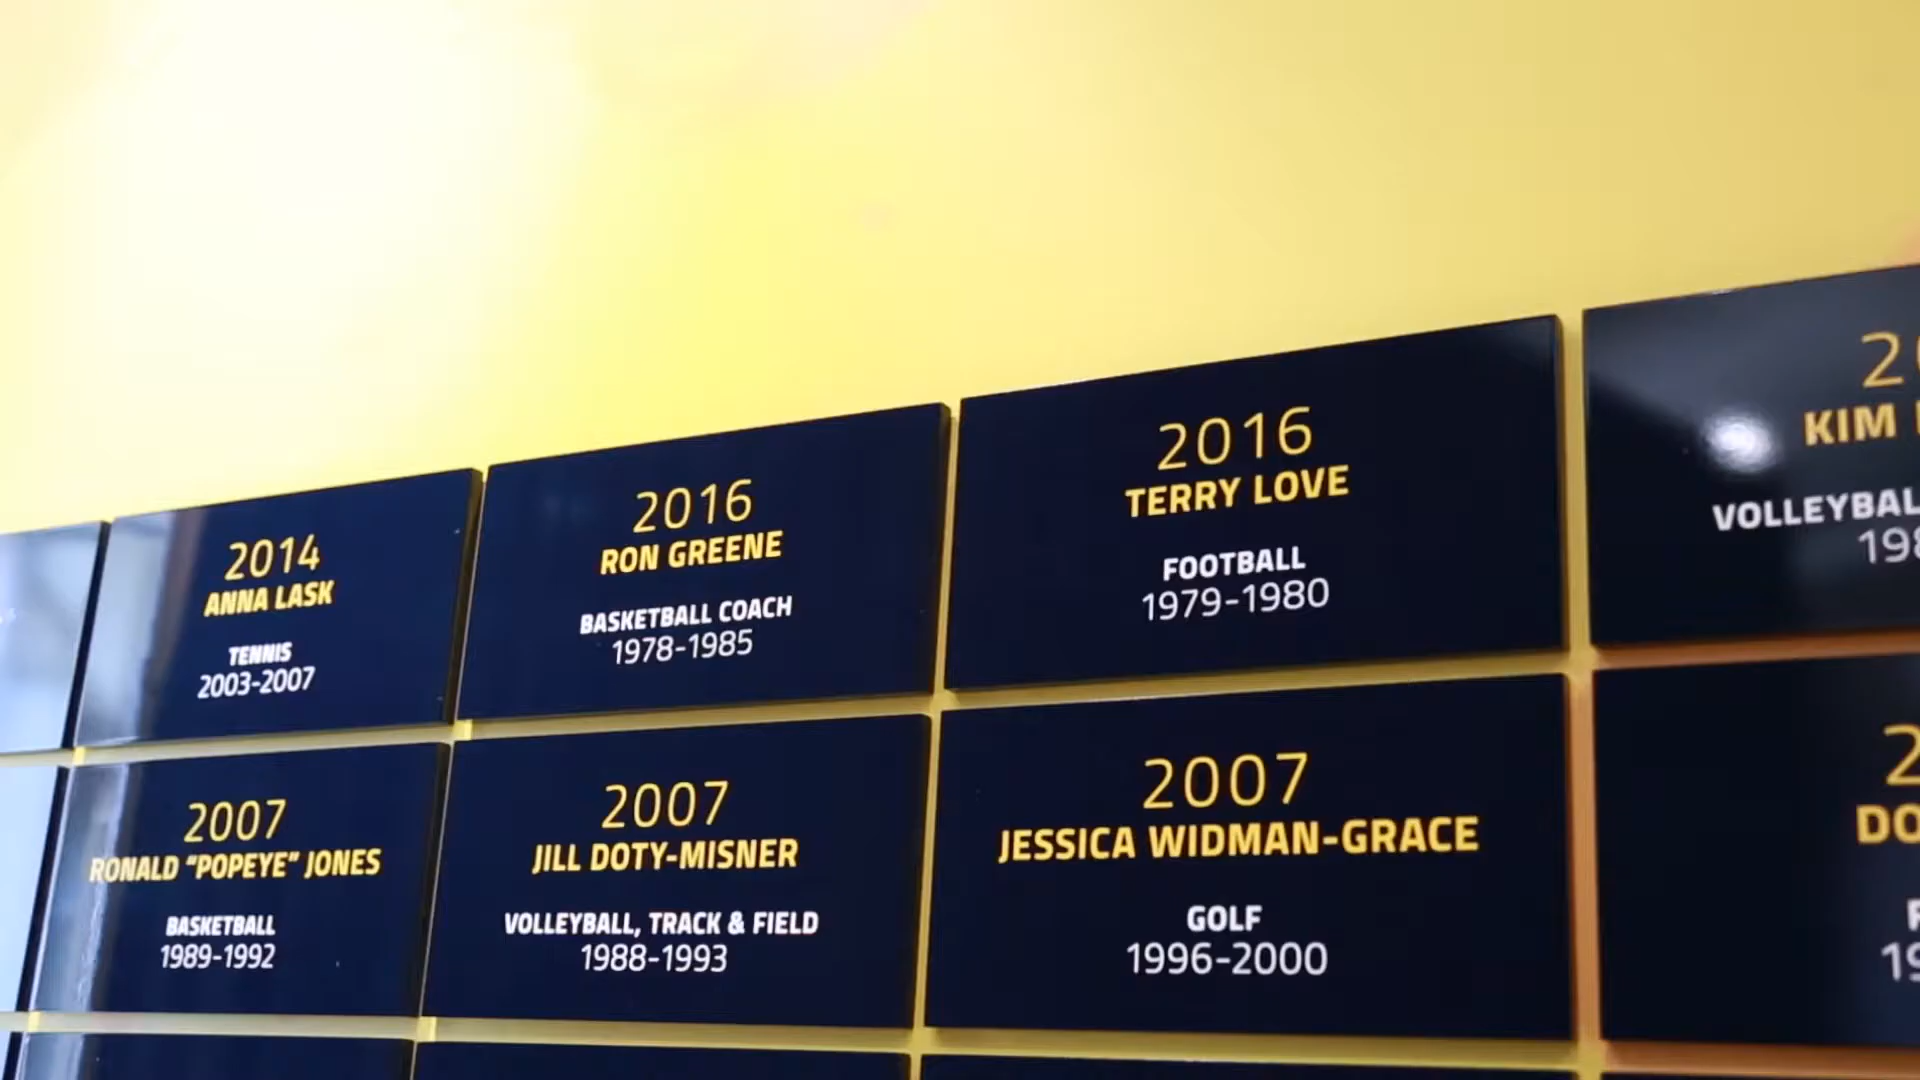 2014
ANNA LASK
TENNIS
2003-2007
2016
RON GREENE
BASKETBALL COACH
1978-1985
2016
TERRY LOVE
FOOTBALL
1979-1980
KIM
2007
RONALD "POPEYE" JONES
BASKETBALL
1989-1992
2007
JILL DOTY-MISNER
VOLLEYBALL, TRACK & FIELD
1988-1993
2007
JESSICA WIDMAN-GRACE
GOLF
1996-2000